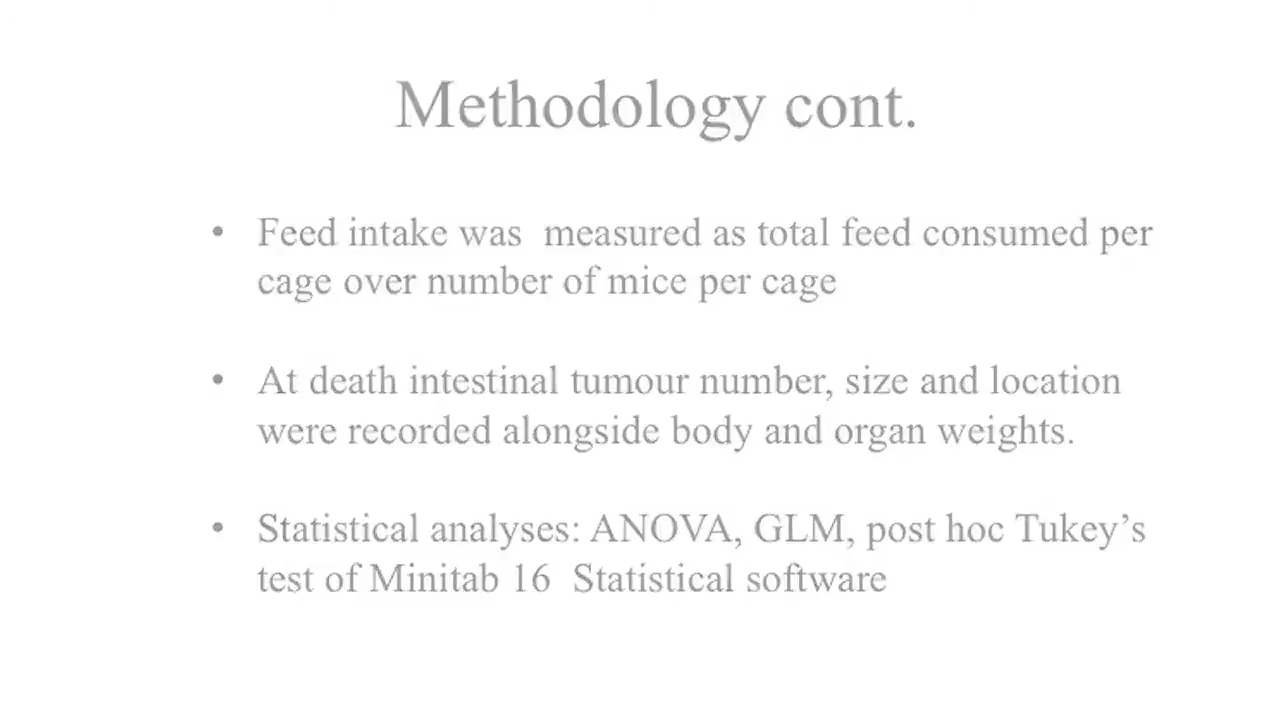 Methodology cont.
• Feed intake was  measured as total feed consumed per
cage over number of mice per cage
• At death intestinal tumour number, size and location
were recorded alongside body and organ weights.
• Statistical analyses: ANOVA, GLM, post hoc Tukey’s
test of Minitab 16  Statistical software